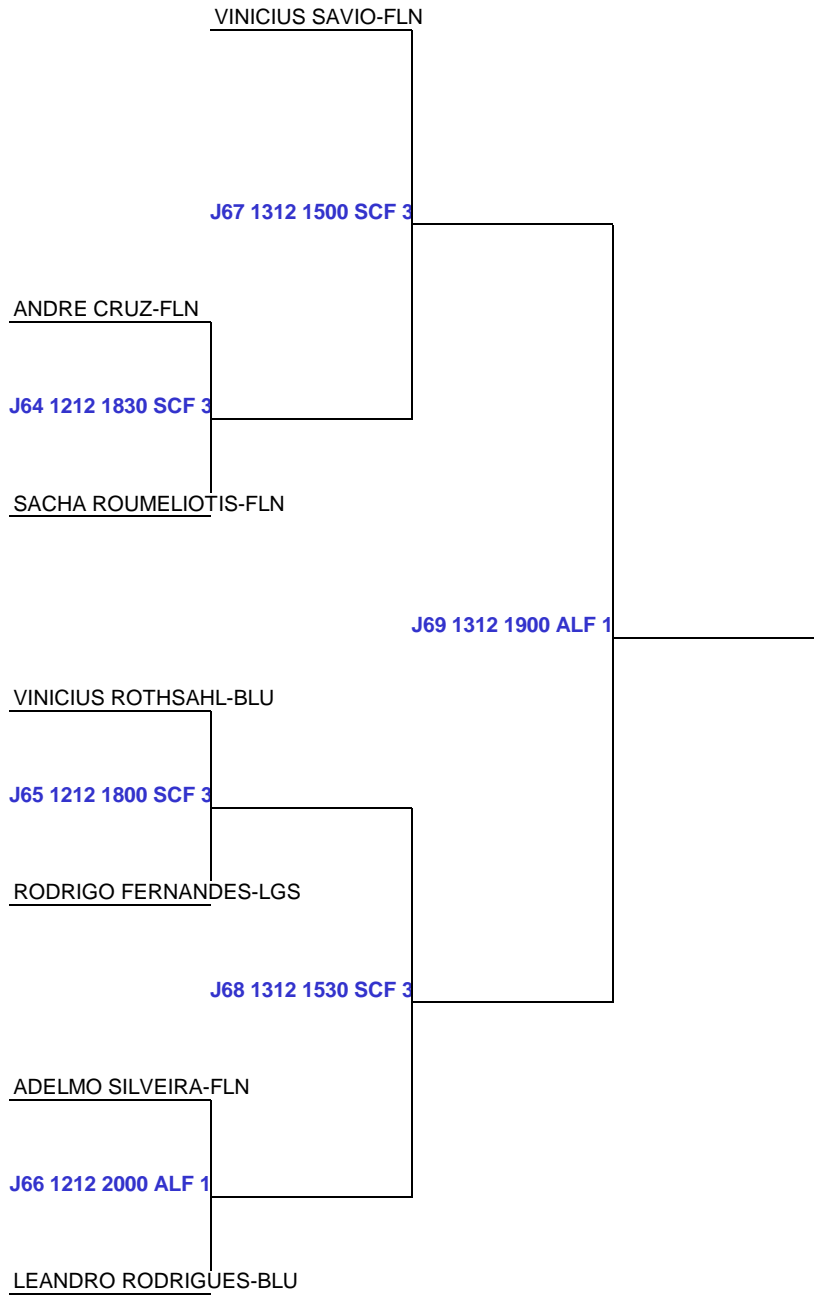 VINICIUS SAVIO-FLN
J67 1312 1500 SCF 3
ANDRE CRUZ-FLN
J64 1212 1830 SCF 3
SACHA ROUMELIOTIS-FLN
J69 1312 1900 ALF 1
VINICIUS ROTHSAHL-BLU
J65 1212 1800 SCF 3
RODRIGO FERNANDES-LGS
J68 1312 1530 SCF 3
ADELMO SILVEIRA-FLN
J66 1212 2000 ALF 1
LEANDRO RODRIGUES-BLU